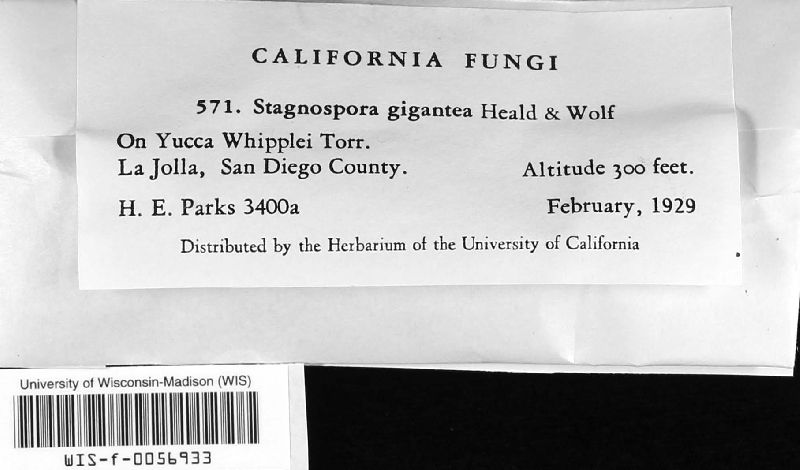 CALIFORNIA FUNGI
571. Stagnospora gigantea Heald & Wolf
On Yucca Whipplei Torr.
La Jolla, San Diego County. Altitude 300 feet.
H. E. Parks 3400a February, 1929
Distributed by the Herbarium of the University of California
University of Wisconsin-Madison (WIS)
WIS-f-0056933